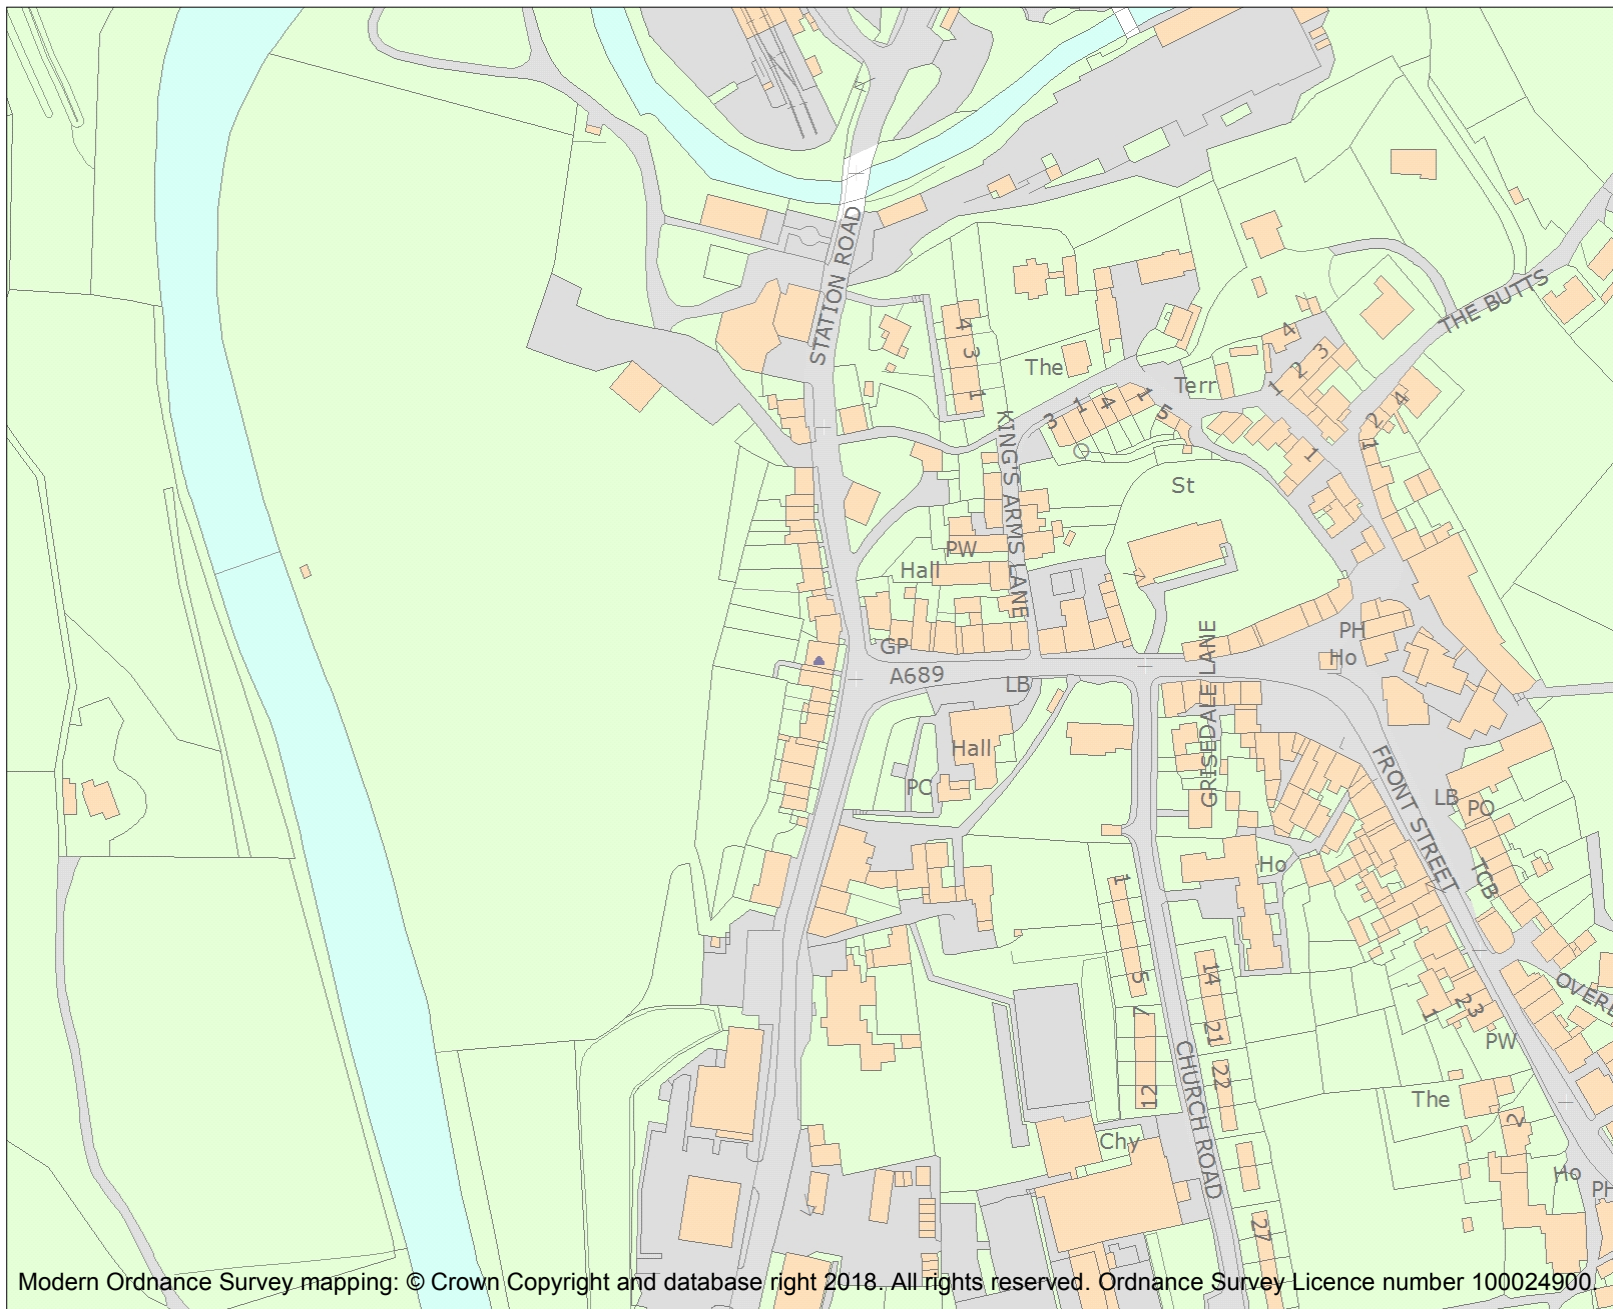 STATION ROAD
THE BUTTS
4
3
1
The
3
1
4
1
5
Terr
4
1
2
3
1
2
4
1
KING'S ARMS LANE
St
PW
Hall
GP
A689
LB
PH
Ho
GRISEDALE LANE
Hall
PC
FRONT STREET
LB
PO
TCB
Ho
1
5
7
12
14
21
22
27
CHURCH ROAD
1
23
PW
OVERE
The
2
Ho
PH
Chy
Modern Ordnance Survey mapping: © Crown Copyright and database right 2018. All rights reserved. Ordnance Survey Licence number 100024900.